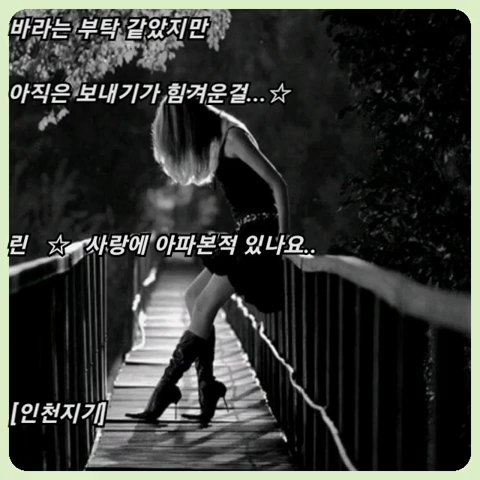 바라는 부탁 같았지만
아직은 보내기가 힘겨운걸...☆
린 ☆ 사랑에 아파본적 있나요..
[인천지기]